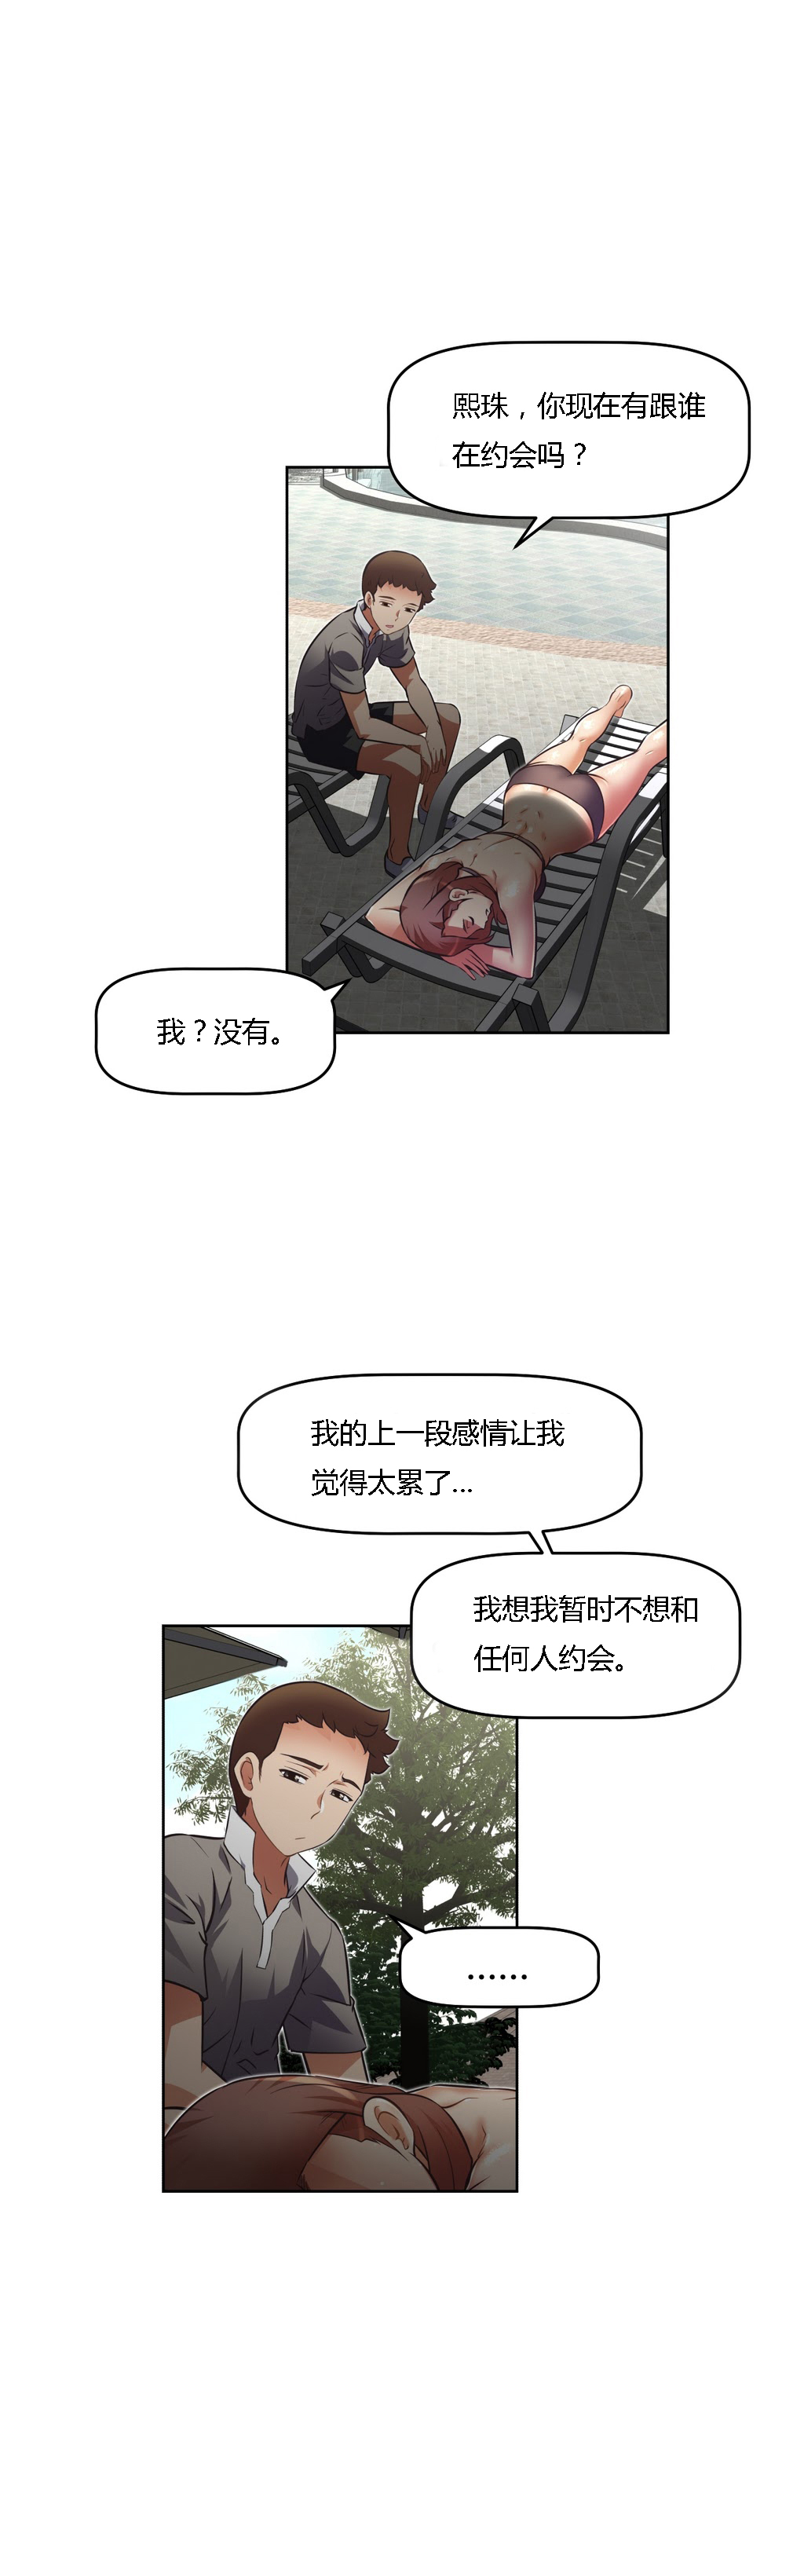 熙珠，你现在有跟谁
在约会吗？
我？没有。
我的上一段感情让我
觉得太累了...
我想我暂时不想和
任何人约会。
······